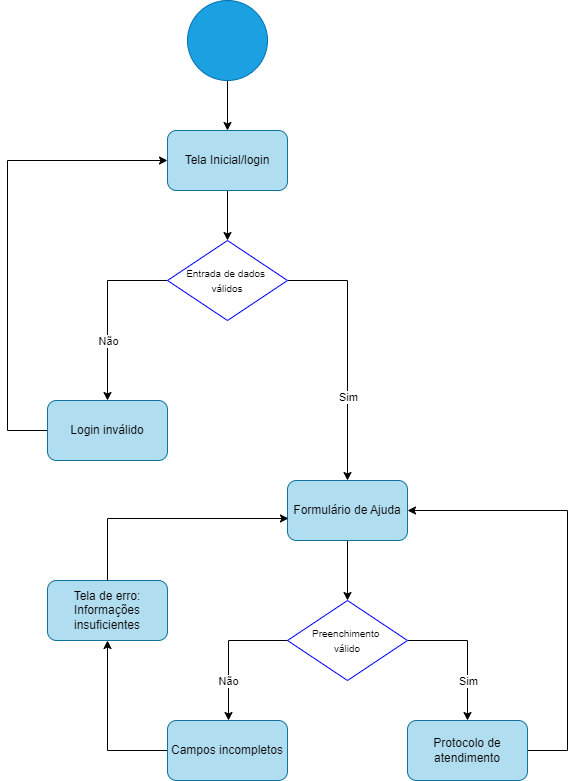 Tela Inicial/login
Entrada de dados
válidos
Não
Sim
Login inválido
Formulário de Ajuda
Tela de erro:
Informações
insuficientes
Preenchimento
válido
Não
Sim
Campos incompletos
Protocolo de
atendimento